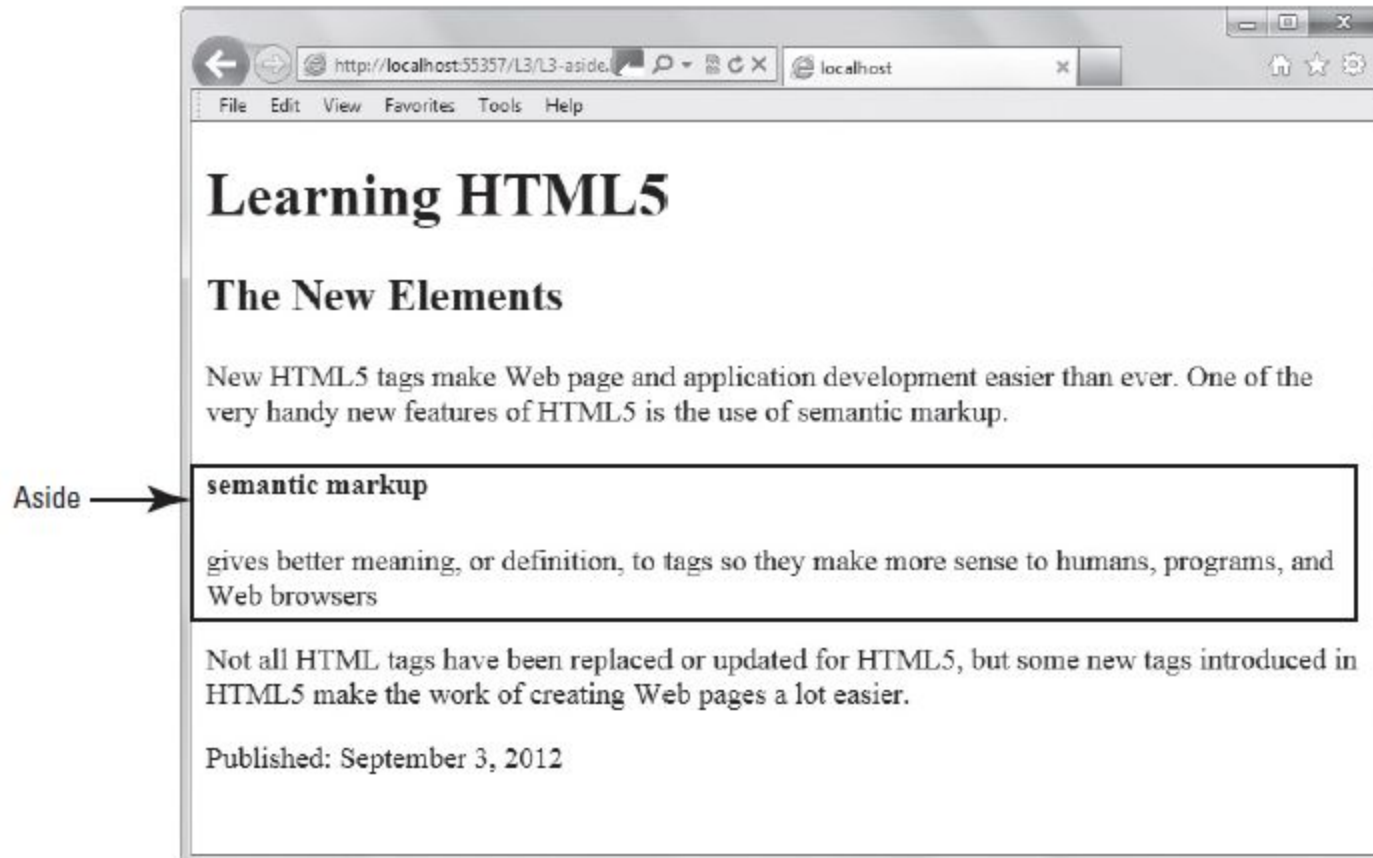 http://localhost:55357/L3/L3-aside.
localhost
File Edit View Favorites Tools Help
Learning HTML5
The New Elements
New HTML5 tags make Web page and application development easier than ever. One of the
very handy new features of HTML5 is the use of semantic markup.
Aside
semantic markup
gives better meaning, or definition, to tags so they make more sense to humans, programs, and
Web browsers
Not all HTML tags have been replaced or updated for HTML5, but some new tags introduced in
HTML5 make the work of creating Web pages a lot easier.
Published: September 3, 2012